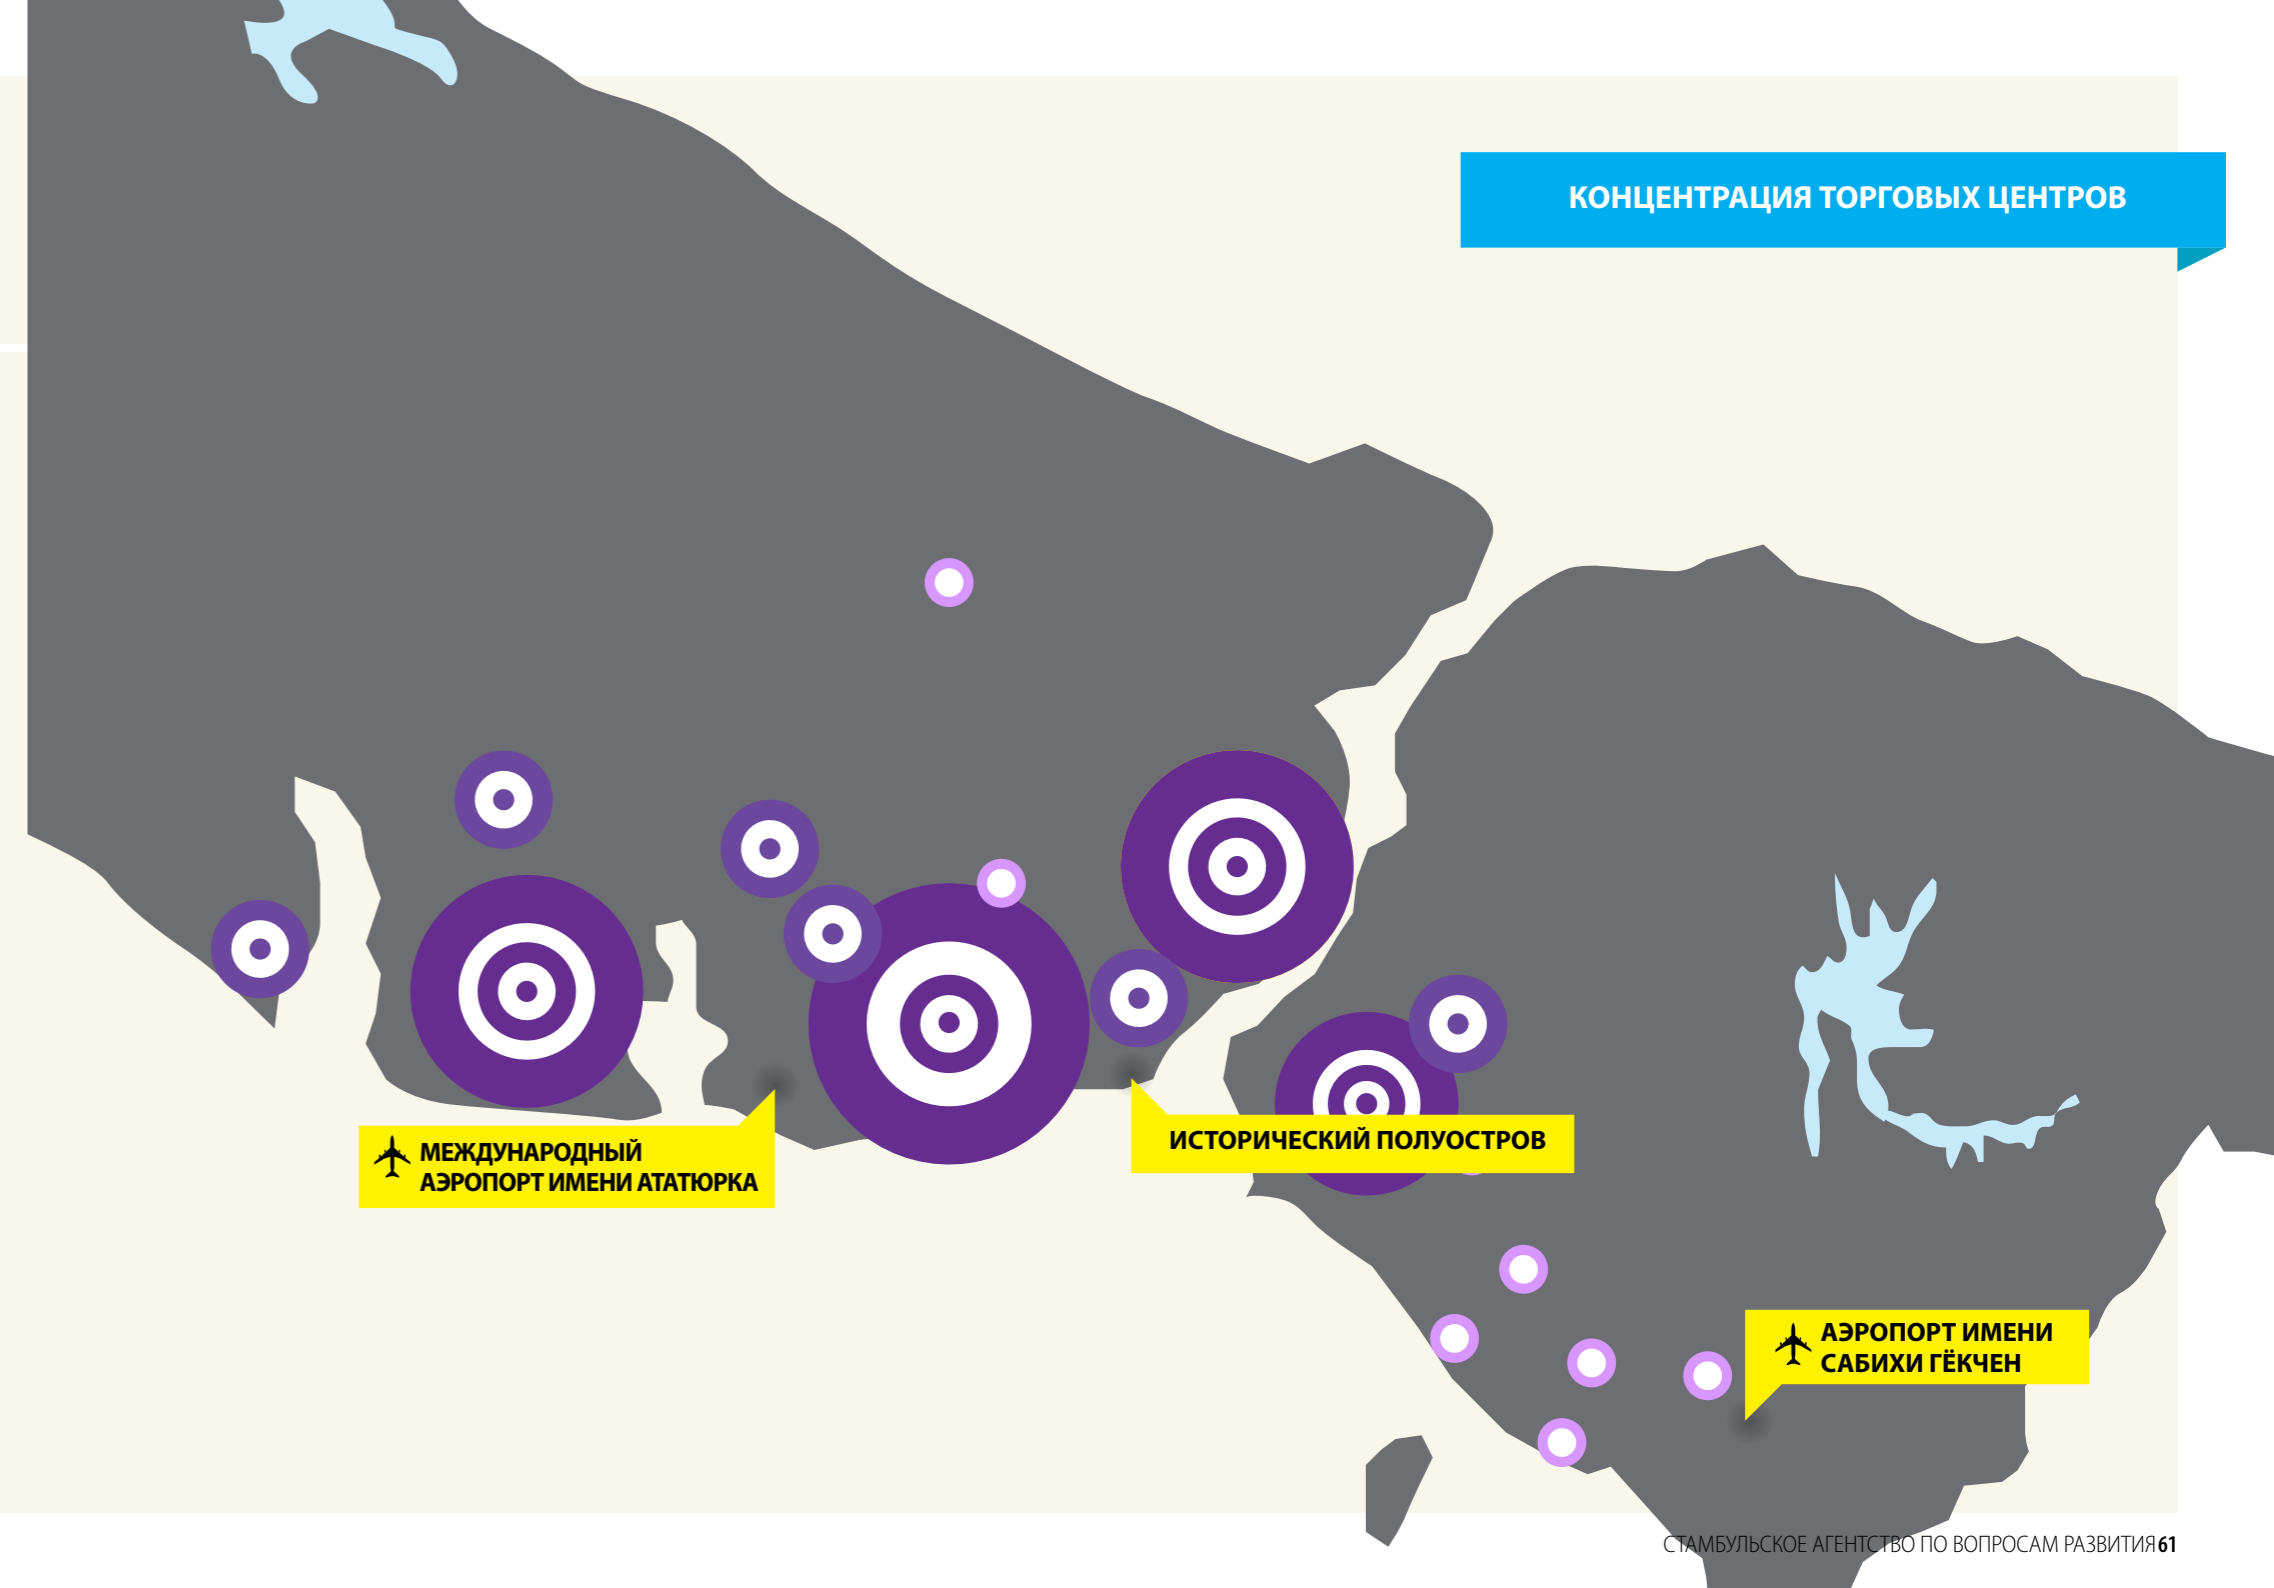 КОНЦЕНТРАЦИЯ ТОРГОВЫХ ЦЕНТРОВ
МЕЖДУНАРОДНЫЙ
АЭРОПОРТ ИМЕНИ АТАТЮРКА
ИСТОРИЧЕСКИЙ ПОЛУОСТРОВ
АЭРОПОРТ ИМЕНИ
САБИХИ ГЁКЧЕН
СТАМБУЛЬСКОЕ АГЕНТСТВО ПО ВОПРОСАМ РАЗВИТИЯ 61